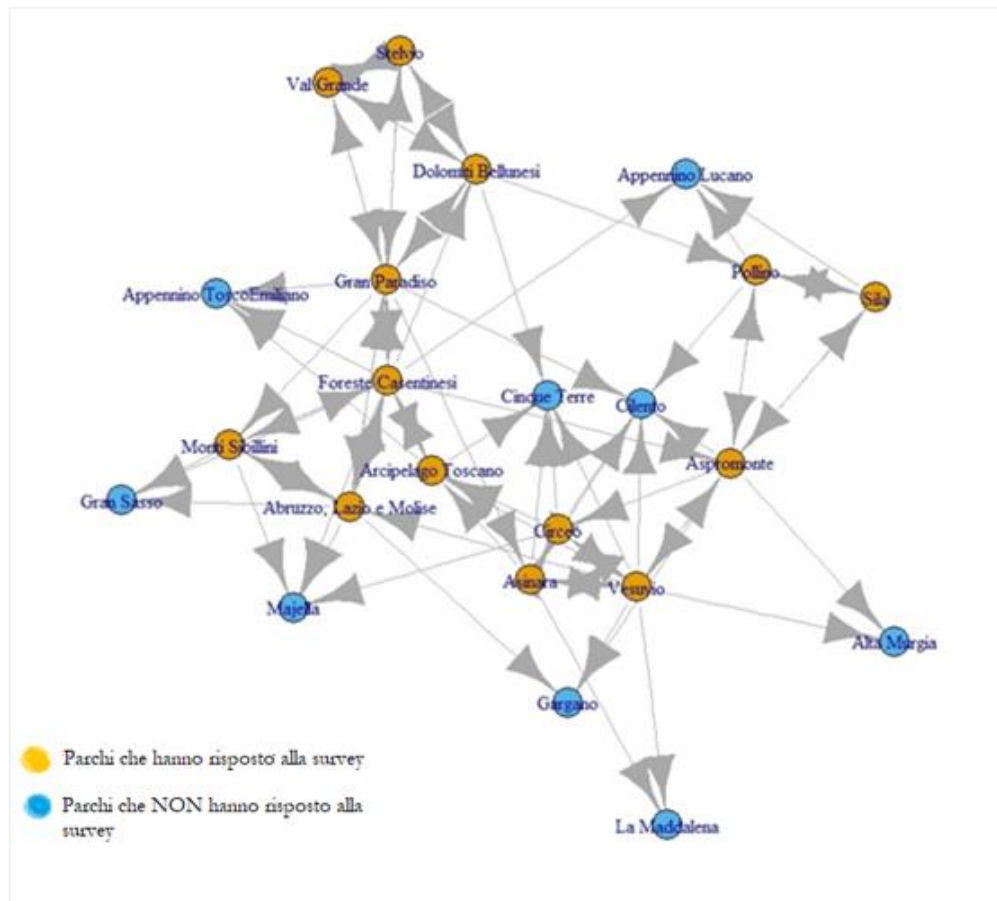 Stelvio
Val Grande
Dolomiti Bellunesi
Appennino Lucano
Pollino
Gran Paradiso
Appennino ToscoEmiliano
Sila
Foreste Casentinesi
Cinque Terre
Cilento
Monti Sibillini
Arcipelago Toscano
Aspromonte
Gran Sasso
Abruzzo, Lazio e Molise
Circeo
Asinara
Vesuvio
Majella
Alta Murgia
Gargano
Parchi che hanno risposto alla survey
Parchi che NON hanno risposto alla
survey
La Maddalena